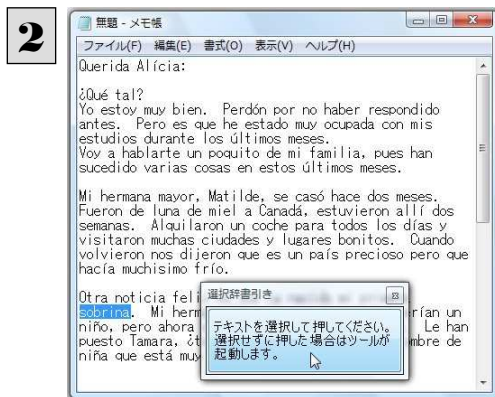 2
無題 - メモ帳
ファイル(F) 編集(E) 書式(O) 表示(V) ヘルプ(H)
Querida Alícia:
¿Qué tal?
Yo estoy muy bien. Perdón por no haber respondido
antes. Pero es que he estado muy ocupada con mis
estudios durante los últimos meses.
Voy a hablarte un poquito de mi familia, pues han
sucedido varias cosas en estos últimos meses.
Mi hermana mayor, Matilde, se casó hace dos meses.
Fueron de luna de miel a Canadá, estuvieron allí dos
semanas. Alquilaron un coche para todos los días y
visitaron muchas ciudades y lugares bonitos. Cuando
volvieron nos dijeron que es un país precioso pero que
hacía muchisimo frío.
Otra noticia feli
選択辞書引き
sobrina. Mi herm
erían un
niño, pero ahora
Le han
puesto Tamara, ¿t
mbre de
niña que está muy
テキストを選択して押してください。
選択せずに押した場合はツールが
起動します。